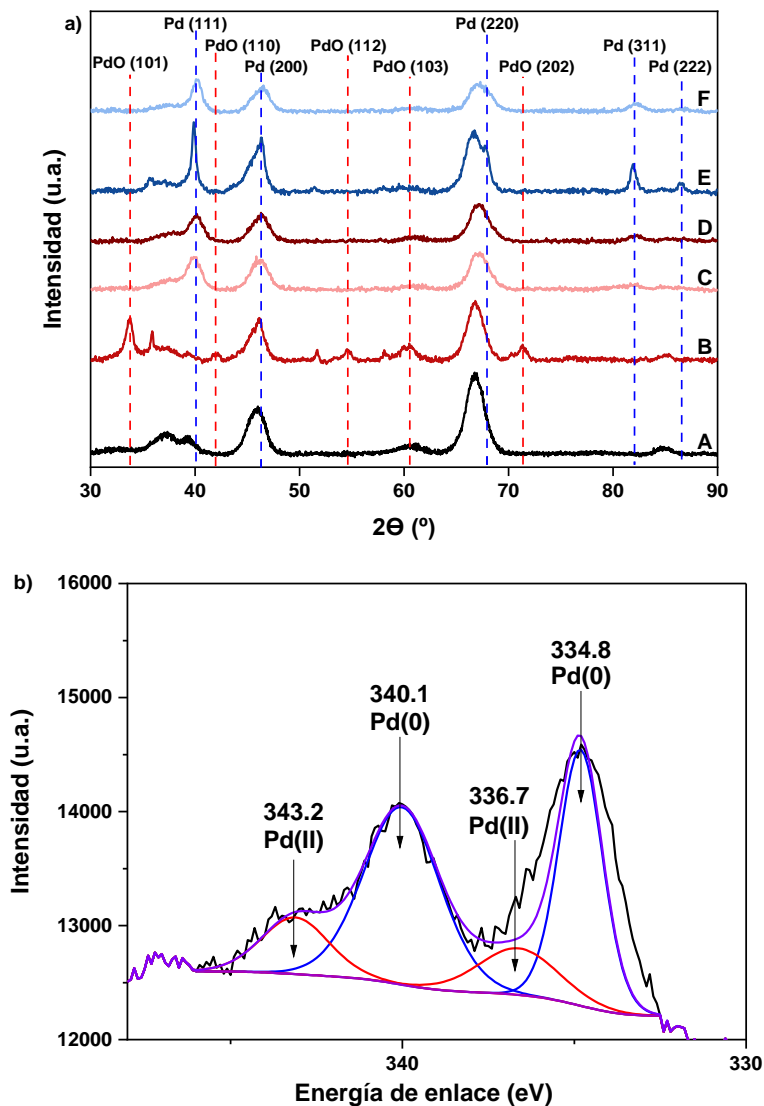 a)
Pd (111)
Pd (220)
PdO (110)
PdO (112)
Pd (311)
PdO (101)
Pd (200)
PdO (103)
PdO (202)
Pd (222)
F
E
D
C
B
A
Intensidad (u.a.)
30 40 50 60 70 80 90
2Θ (º)
b)
16000
15000
14000
13000
12000
334.8
Pd(0)
340.1
Pd(0)
336.7
Pd(II)
343.2
Pd(II)
Intensidad (u.a.)
340 330
Energía de enlace (eV)